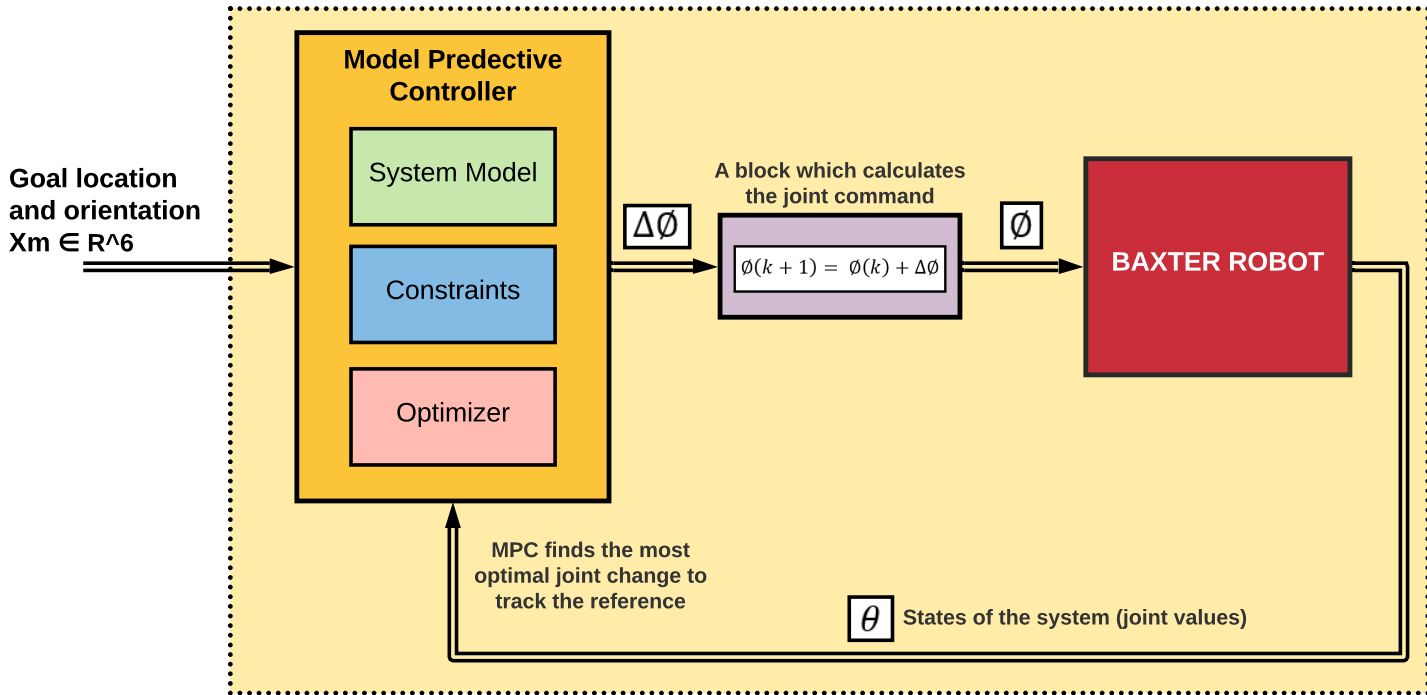 Model Predective
Controller
System Model
Constraints
Optimizer
Goal location
and orientation
Xm ∈ R^6
Δ∅
A block which calculates
the joint command
∅(k + 1) = ∅(k) + Δ∅
∅
BAXTER ROBOT
MPC finds the most
optimal joint change to
track the reference
θ
States of the system (joint values)